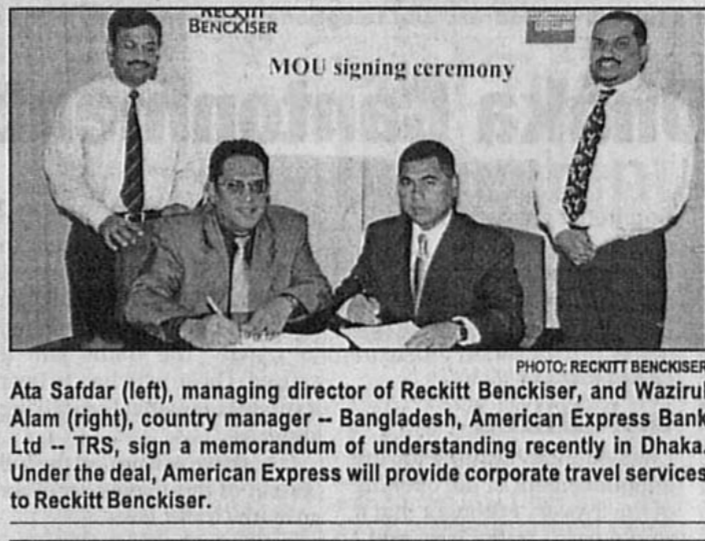 RECKITT
BENCKISER
MOU signing ceremony
PHOTO: RECKITT BENCKISER
Ata Safdar (left), managing director of Reckitt Benckiser, and Wazirul
Alam (right), country manager -- Bangladesh, American Express Bank
Ltd -- TRS, sign a memorandum of understanding recently in Dhaka.
Under the deal, American Express will provide corporate travel services
to Reckitt Benckiser.